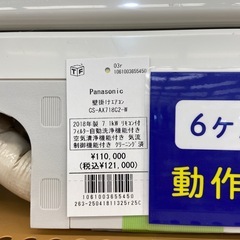 TF
03r
1061003655450
Panasonic
壁掛けエアコン
CS-AX718C2-W
2018年製 7.1kW リモコン付
フィルター自動洗浄機能付き
空気清浄機能付き 気流
制御機能付き クリーニング済
¥110,000
(税込 ¥121,000)
1061003655450
6ヶ
動作